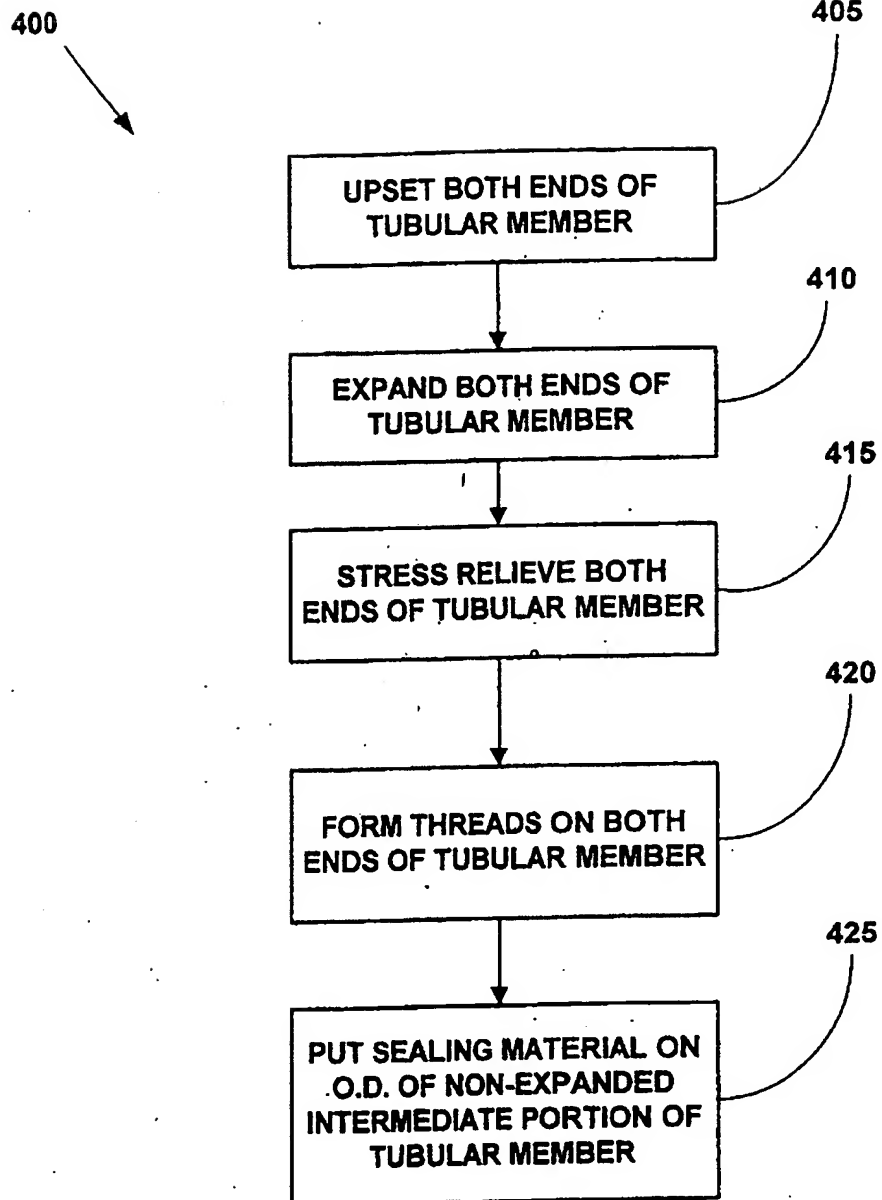 400
405
UPSET BOTH ENDS OF
TUBULAR MEMBER
410
EXPAND BOTH ENDS OF
TUBULAR MEMBER
415
STRESS RELIEVE BOTH
ENDS OF TUBULAR MEMBER
420
FORM THREADS ON BOTH
ENDS OF TUBULAR MEMBER
425
PUT SEALING MATERIAL ON
O.D. OF NON-EXPANDED
INTERMEDIATE PORTION OF
TUBULAR MEMBER